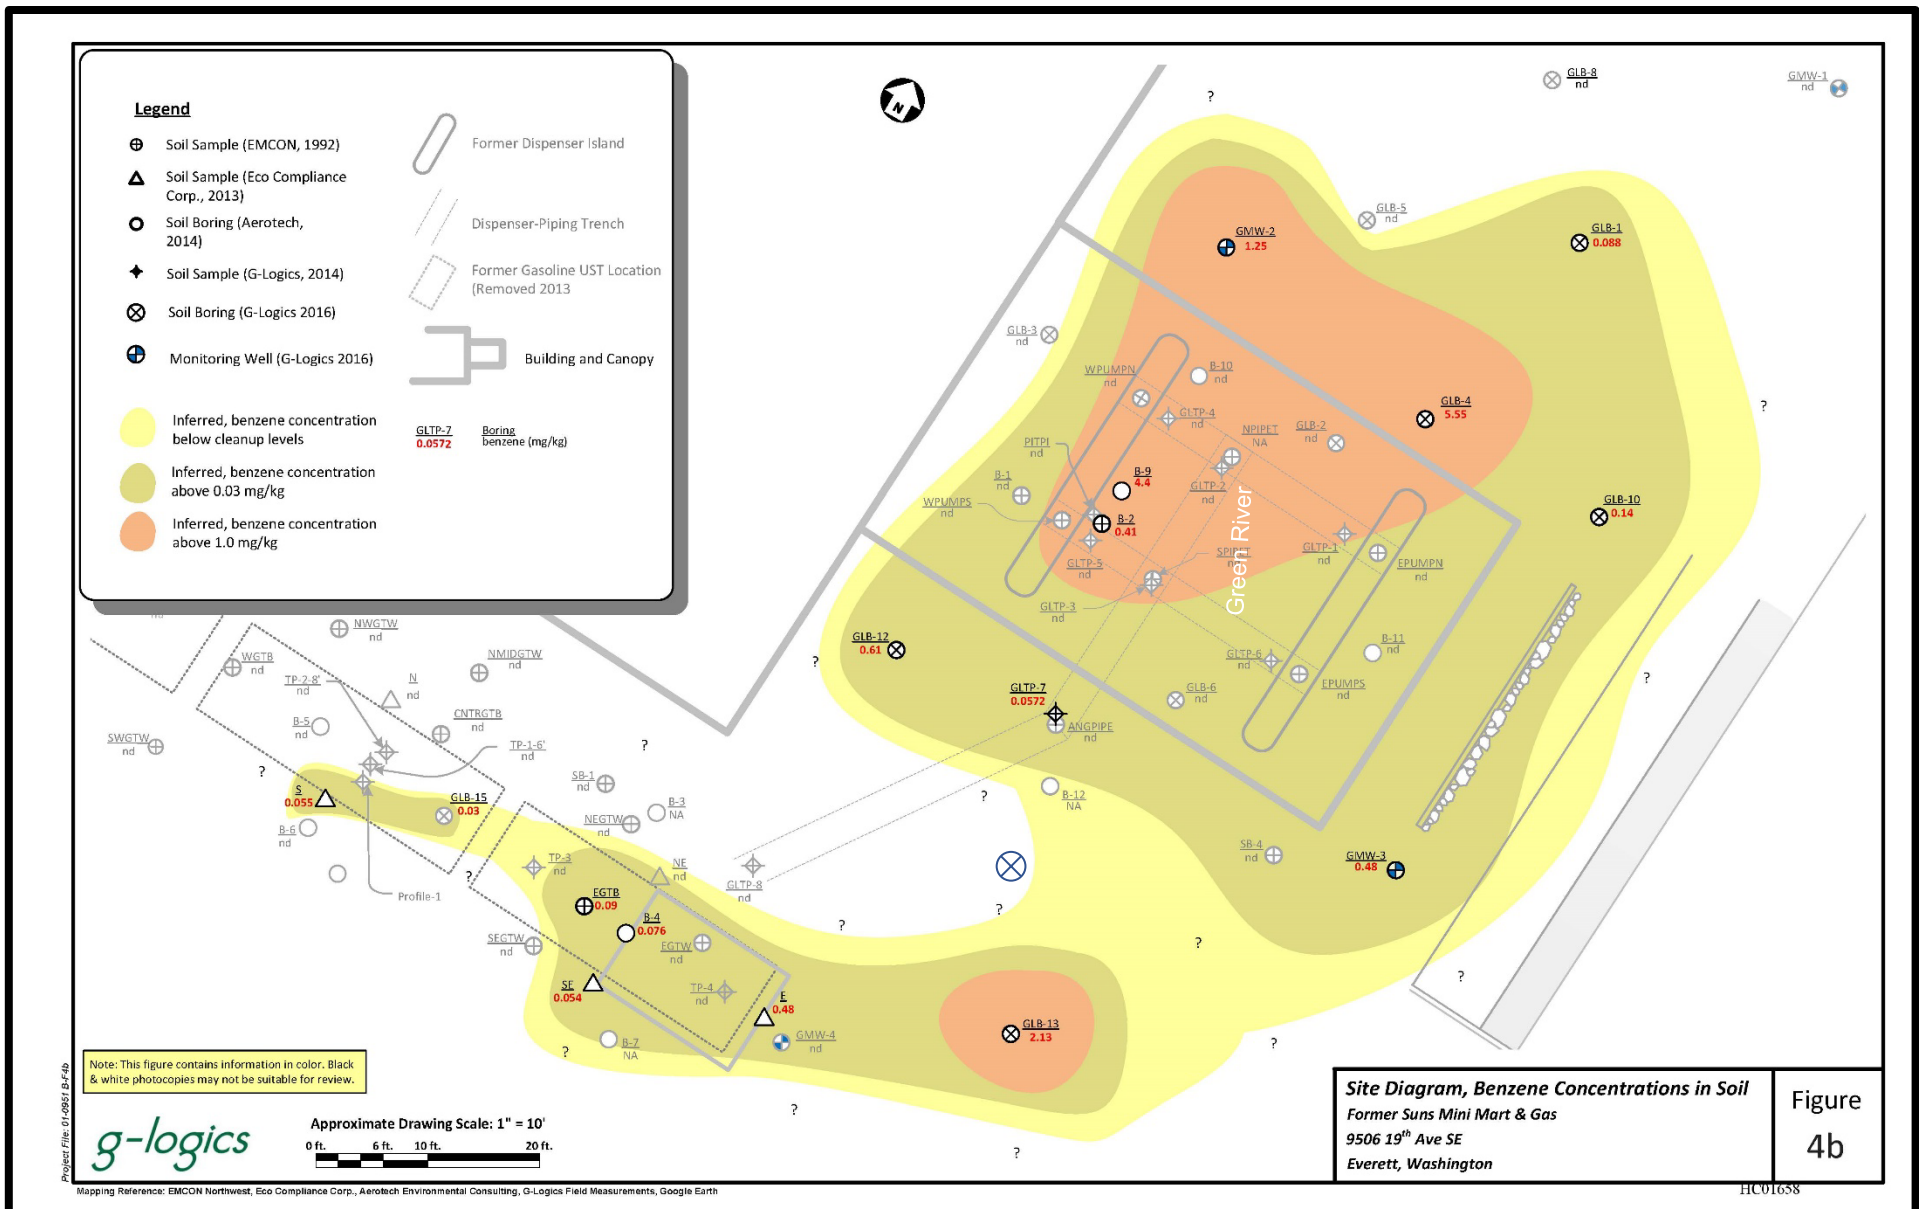 Legend
Soil Sample (EMCON, 1992)
Soil Sample (Eco Compliance
Corp., 2013)
Soil Boring (Aerotech,
2014)
Soil Sample (G-Logics, 2014)
Soil Boring (G-Logics 2016)
Monitoring Well (G-Logics 2016)
Former Dispenser Island
Dispenser-Piping Trench
Former Gasoline UST Location
(Removed 2013
Building and Canopy
Inferred, benzene concentration
below cleanup levels
Inferred, benzene concentration
above 0.03 mg/kg
Inferred, benzene concentration
above 1.0 mg/kg
GLTP-7
0.0572
Boring
benzene (mg/kg)
N
?
GLB-8
nd
GMW-1
nd
GLB-5
nd
GMW-2
1.25
GLB-1
0.088
GLB-3
nd
WPUMPN
nd
B-10
nd
GLTP-4
nd
GLB-4
5.55
?
NPIPET
NA
GLB-2
nd
PITPI
nd
B-1
nd
B-9
4.4
GLTP-2
nd
WPUMPS
nd
B-2
0.41
GLB-10
0.14
Green River
GLTP-5
nd
SPIPET
GLTP-1
nd
EPUMPN
nd
GLTP-3
nd
GLB-12
0.61
?
GLTP-6
nd
B-11
nd
EPUMPS
nd
?
GLTP-7
0.0572
GLB-6
nd
ANGPIPE
nd
nd
NWGTW
nd
WGTB
nd
NMIDGTW
nd
TP-2-8'
nd
N
nd
B-5
nd
CNTRGTB
nd
SWGTW
nd
TP-1-6'
nd
?
?
SB-1
nd
S
0.055
GLB-15
0.03
B-3
NA
?
B-12
NA
B-6
nd
NEGTW
nd
SB-4
nd
GMW-3
0.48
TP-3
nd
NE
nd
GLTP-8
nd
?
Profile-1
EGTB
0.09
?
B-4
0.076
?
SEGTW
nd
EGTW
nd
?
?
SE
0.054
TP-4
nd
E
0.48
GLB-13
2.13
B-7
NA
GMW-4
nd
?
?
?
?
Note: This figure contains information in color. Black
& white photocopies may not be suitable for review.
Project File: 01-0951 B-F4b
g-logics
Approximate Drawing Scale: 1" = 10'
0 ft. 6 ft. 10 ft. 20 ft.
Site Diagram, Benzene Concentrations in Soil
Former Suns Mini Mart & Gas
9506 19th Ave SE
Everett, Washington
Figure
4b
Mapping Reference: EMCON Northwest, Eco Compliance Corp., Aerotech Environmental Consulting, G-Logics Field Measurements, Google Earth
HC01658